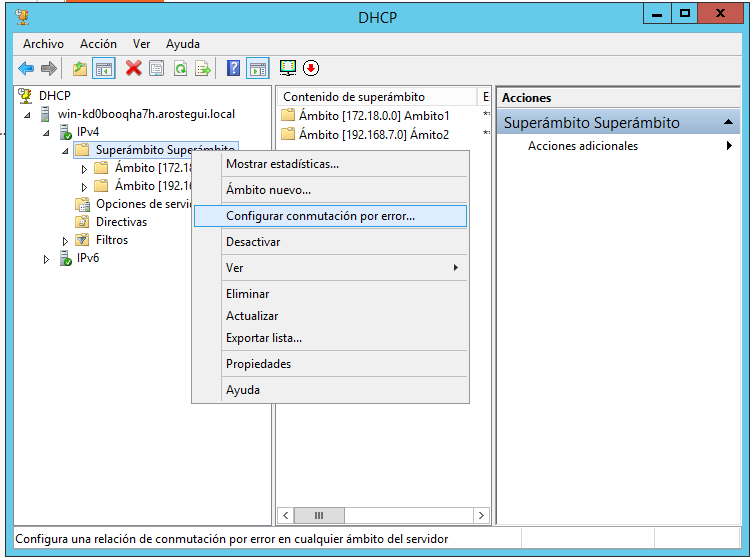 DHCP
Archivo Acción Ver Ayuda
DHCP
win-kd0booqha7h.arostegui.local
IPv4
Superámbito Superámbito
Ámbito [172.18
Ámbito [192.16
Opciones de servi
Directivas
Filtros
IPv6
Contenido de superámbito E
Ámbito [172.18.0.0] Ambito1 **
Ámbito [192.168.7.0] Ámito2 **
Acciones
Superámbito Superámbito
Acciones adicionales
Mostrar estadísticas...
Ámbito nuevo...
Configurar conmutación por error...
Desactivar
Ver
Eliminar
Actualizar
Exportar lista...
Propiedades
Ayuda
Configura una relación de conmutación por error en cualquier ámbito del servidor